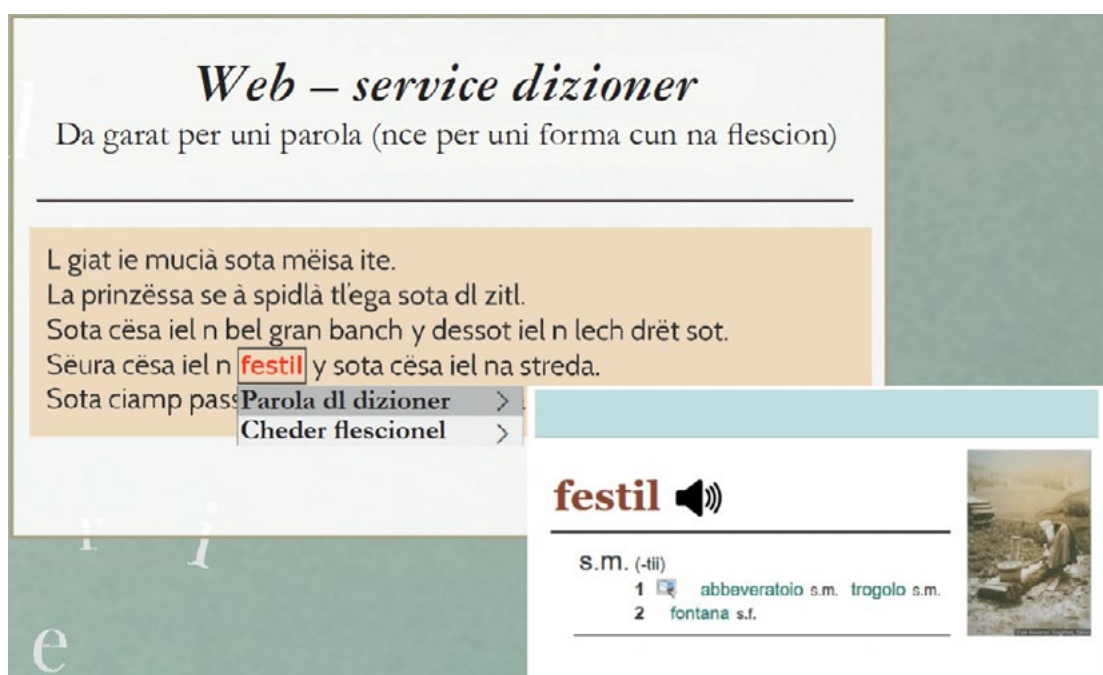 Web – service dizioner
Da garat per uni parola (nce per uni forma cun na flescion)
L giat ie mucià sota mëisa ite.
La prinzëssa se à spidlà tl'ega sota dl zitl.
Sota cësa iel n bel gran banch y dessot iel n lech drët sot.
Sëura cësa iel n festil y sota cësa iel na streda.
Sota ciamp pass
Parola dl dizioner >
Cheder flescionel >
festil
s.m. (-tii)
1 abbeveratoio s.m. trogolo s.m.
2 fontana s.f.
r i
e